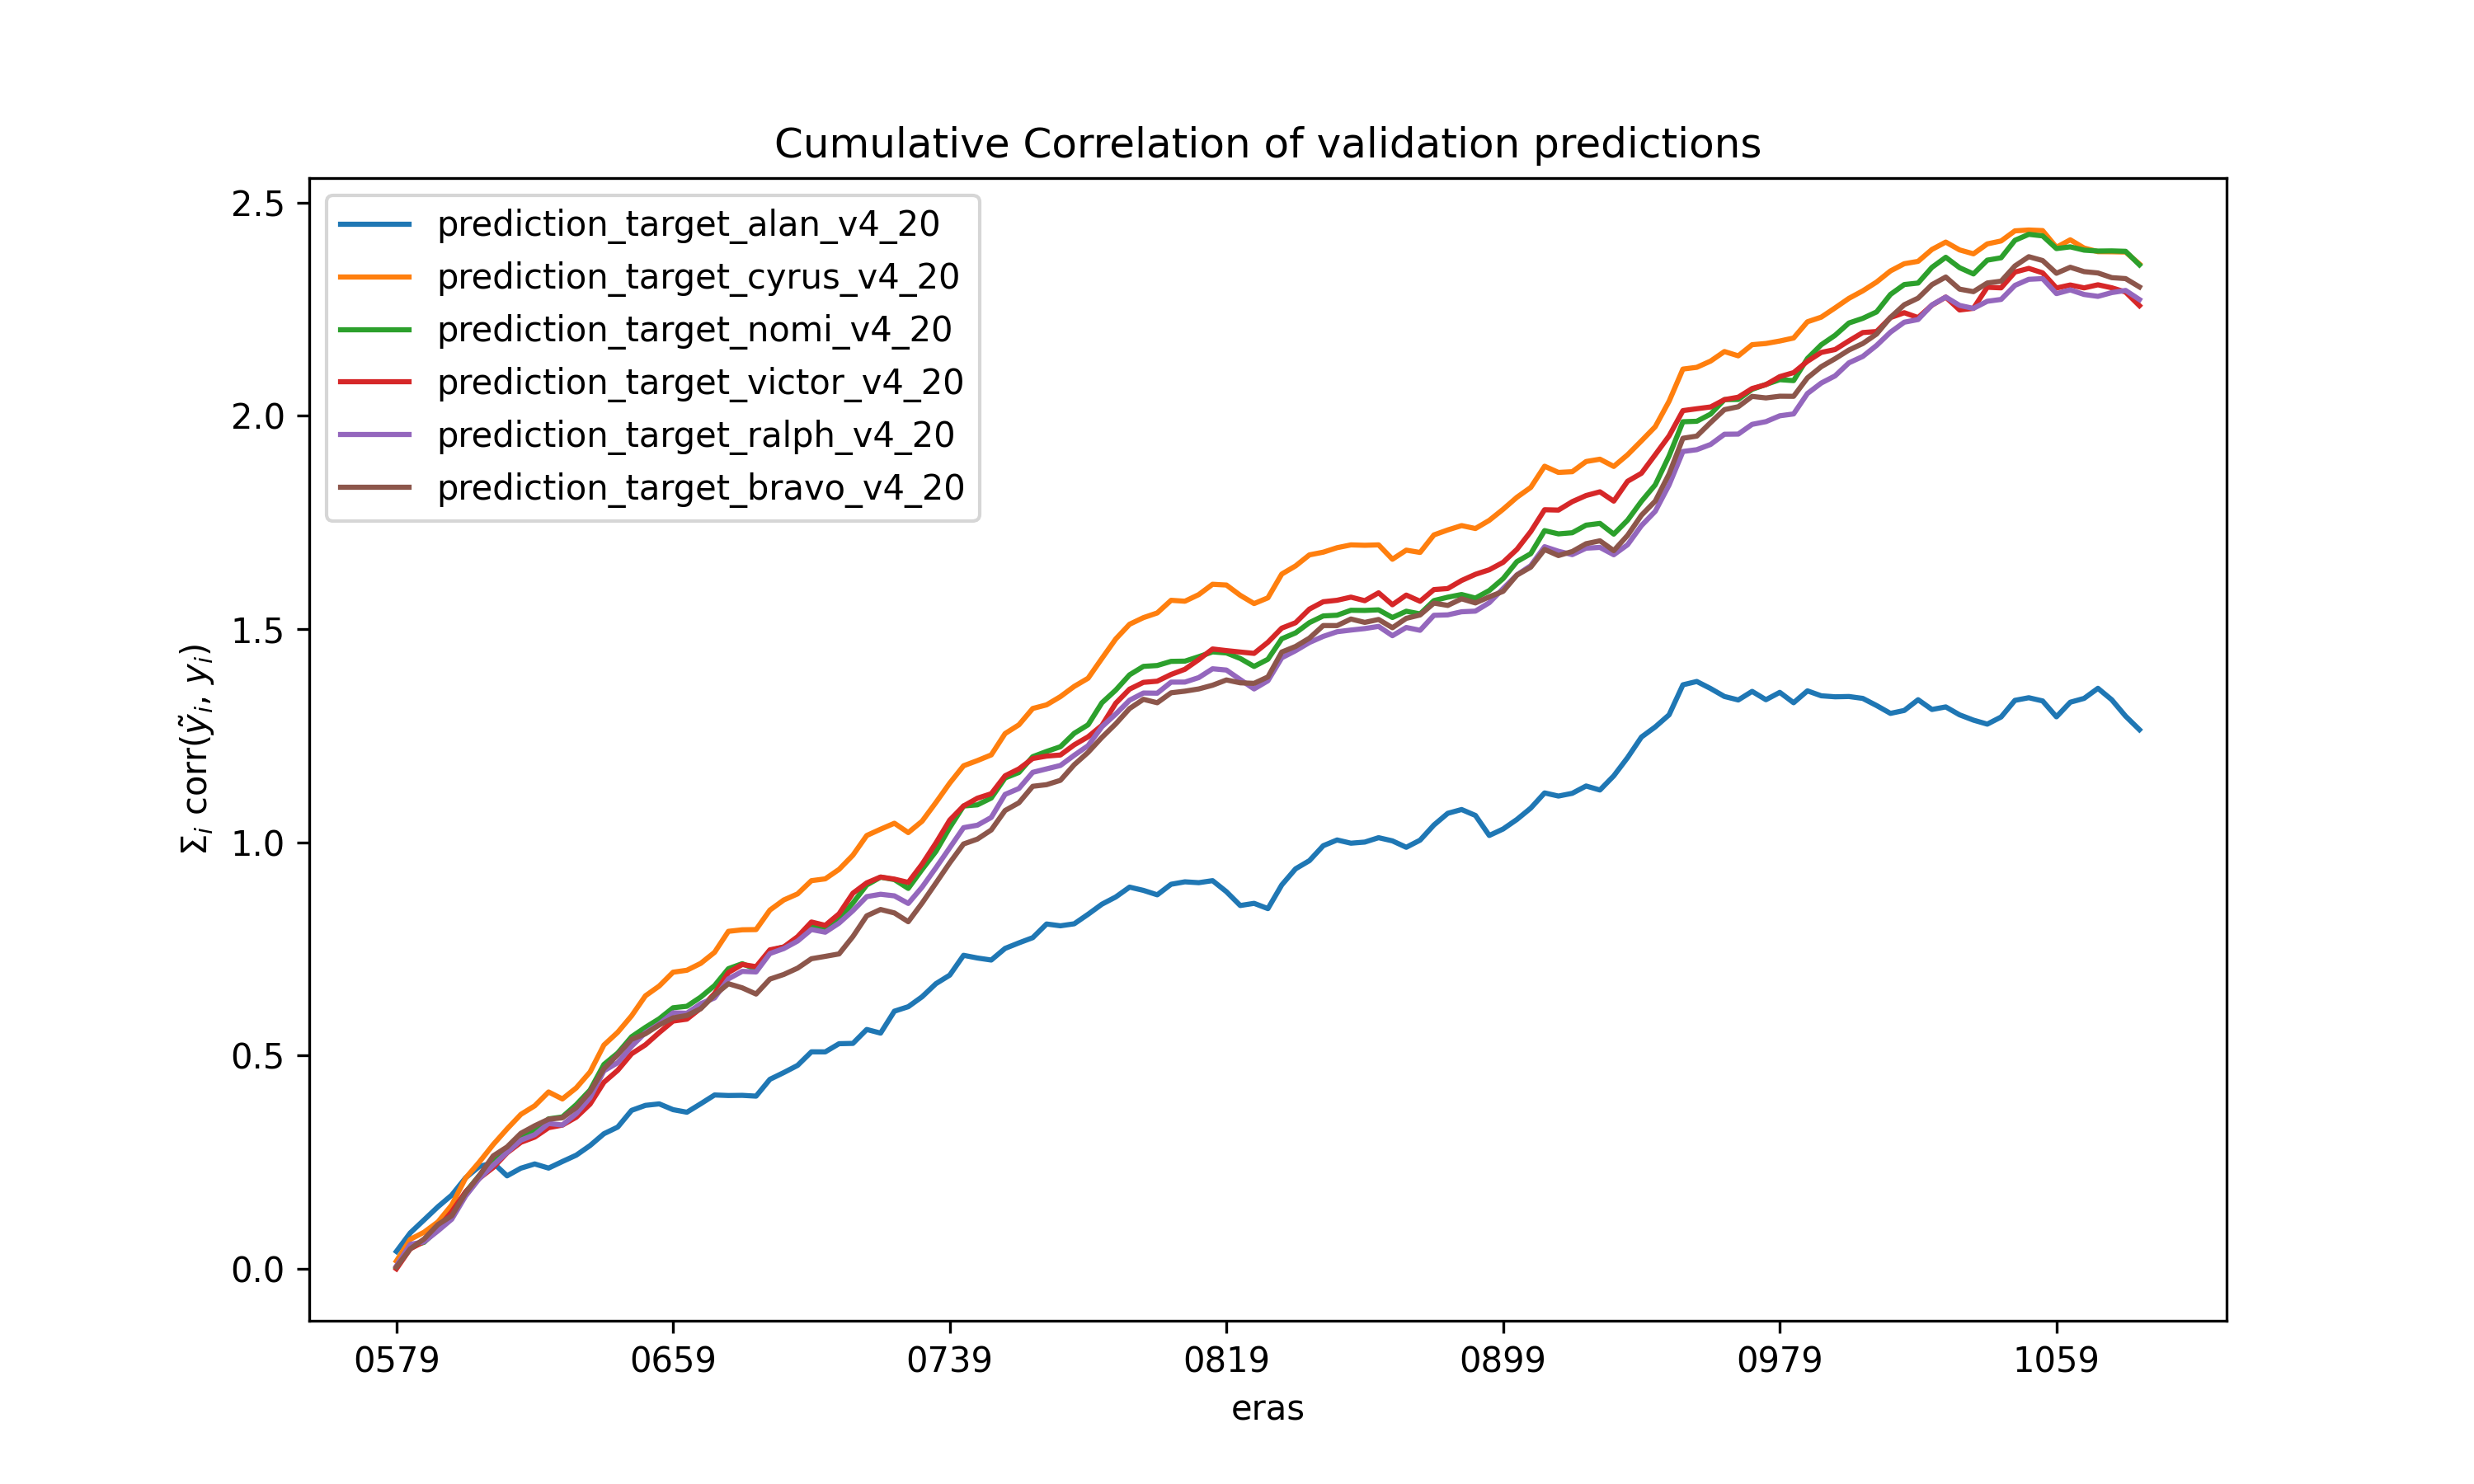 Cumulative Correlation of validation predictions
2.5
2.0
1.5
1.0
0.5
0.0
Σᵢ corr(ỹᵢ, yᵢ)
prediction_target_alan_v4_20
prediction_target_cyrus_v4_20
prediction_target_nomi_v4_20
prediction_target_victor_v4_20
prediction_target_ralph_v4_20
prediction_target_bravo_v4_20
0579 0659 0739 0819 0899 0979 1059
eras